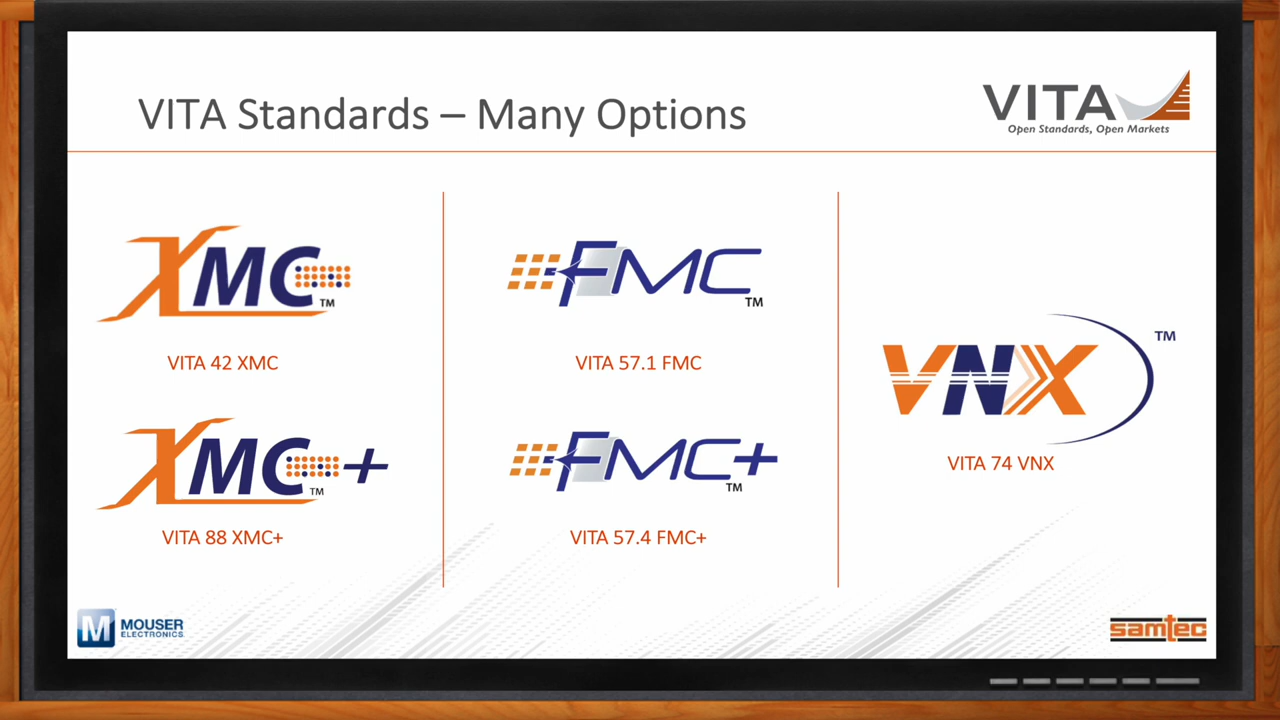 VITA Standards – Many Options
VITA
Open Standards, Open Markets
XMC
TM
VITA 42 XMC
XMC+
TM
VITA 88 XMC+
FMC
TM
VITA 57.1 FMC
FMC+
TM
VITA 57.4 FMC+
VNX
TM
VITA 74 VNX
M MOUSER
ELECTRONICS
samtec